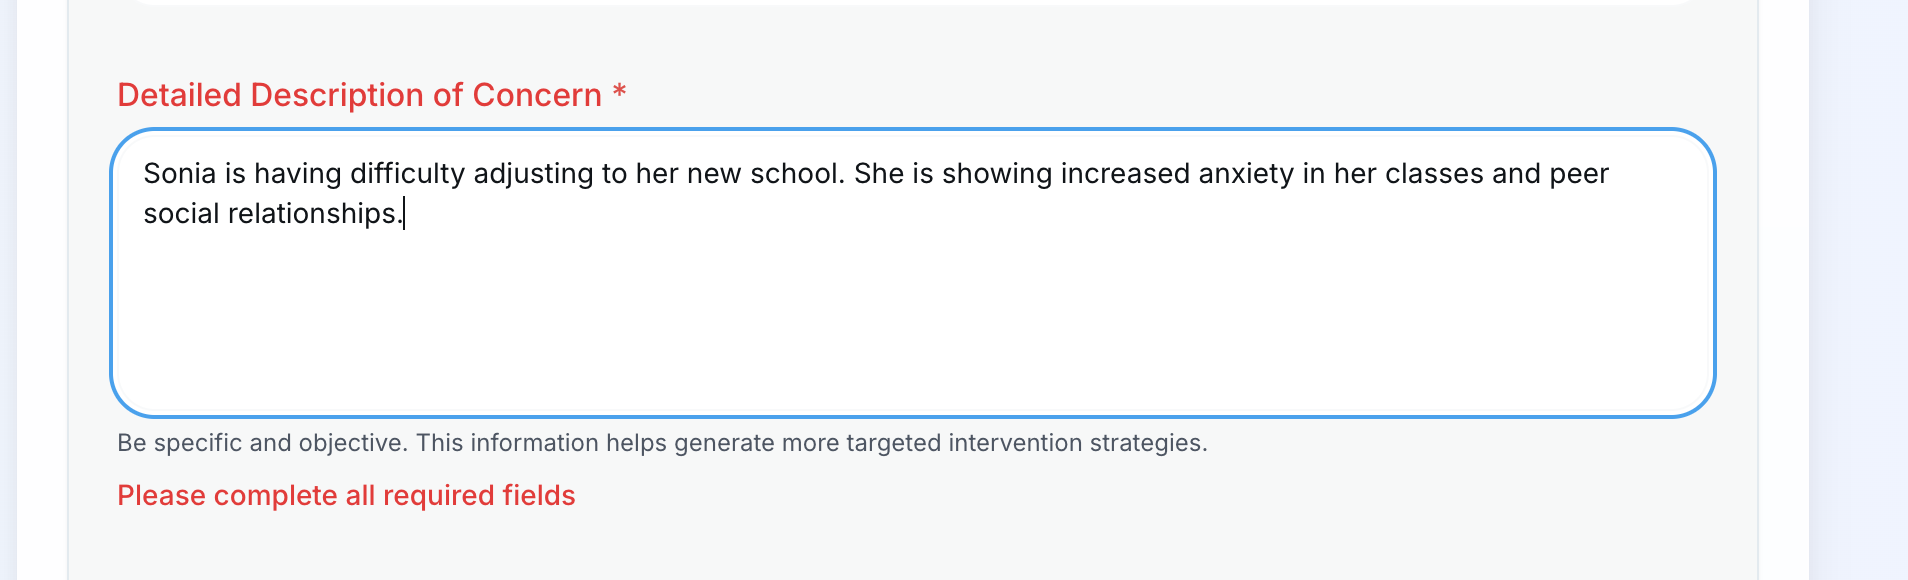 Detailed Description of Concern *
Sonia is having difficulty adjusting to her new school. She is showing increased anxiety in her classes and peer
social relationships.
Be specific and objective. This information helps generate more targeted intervention strategies.
Please complete all required fields